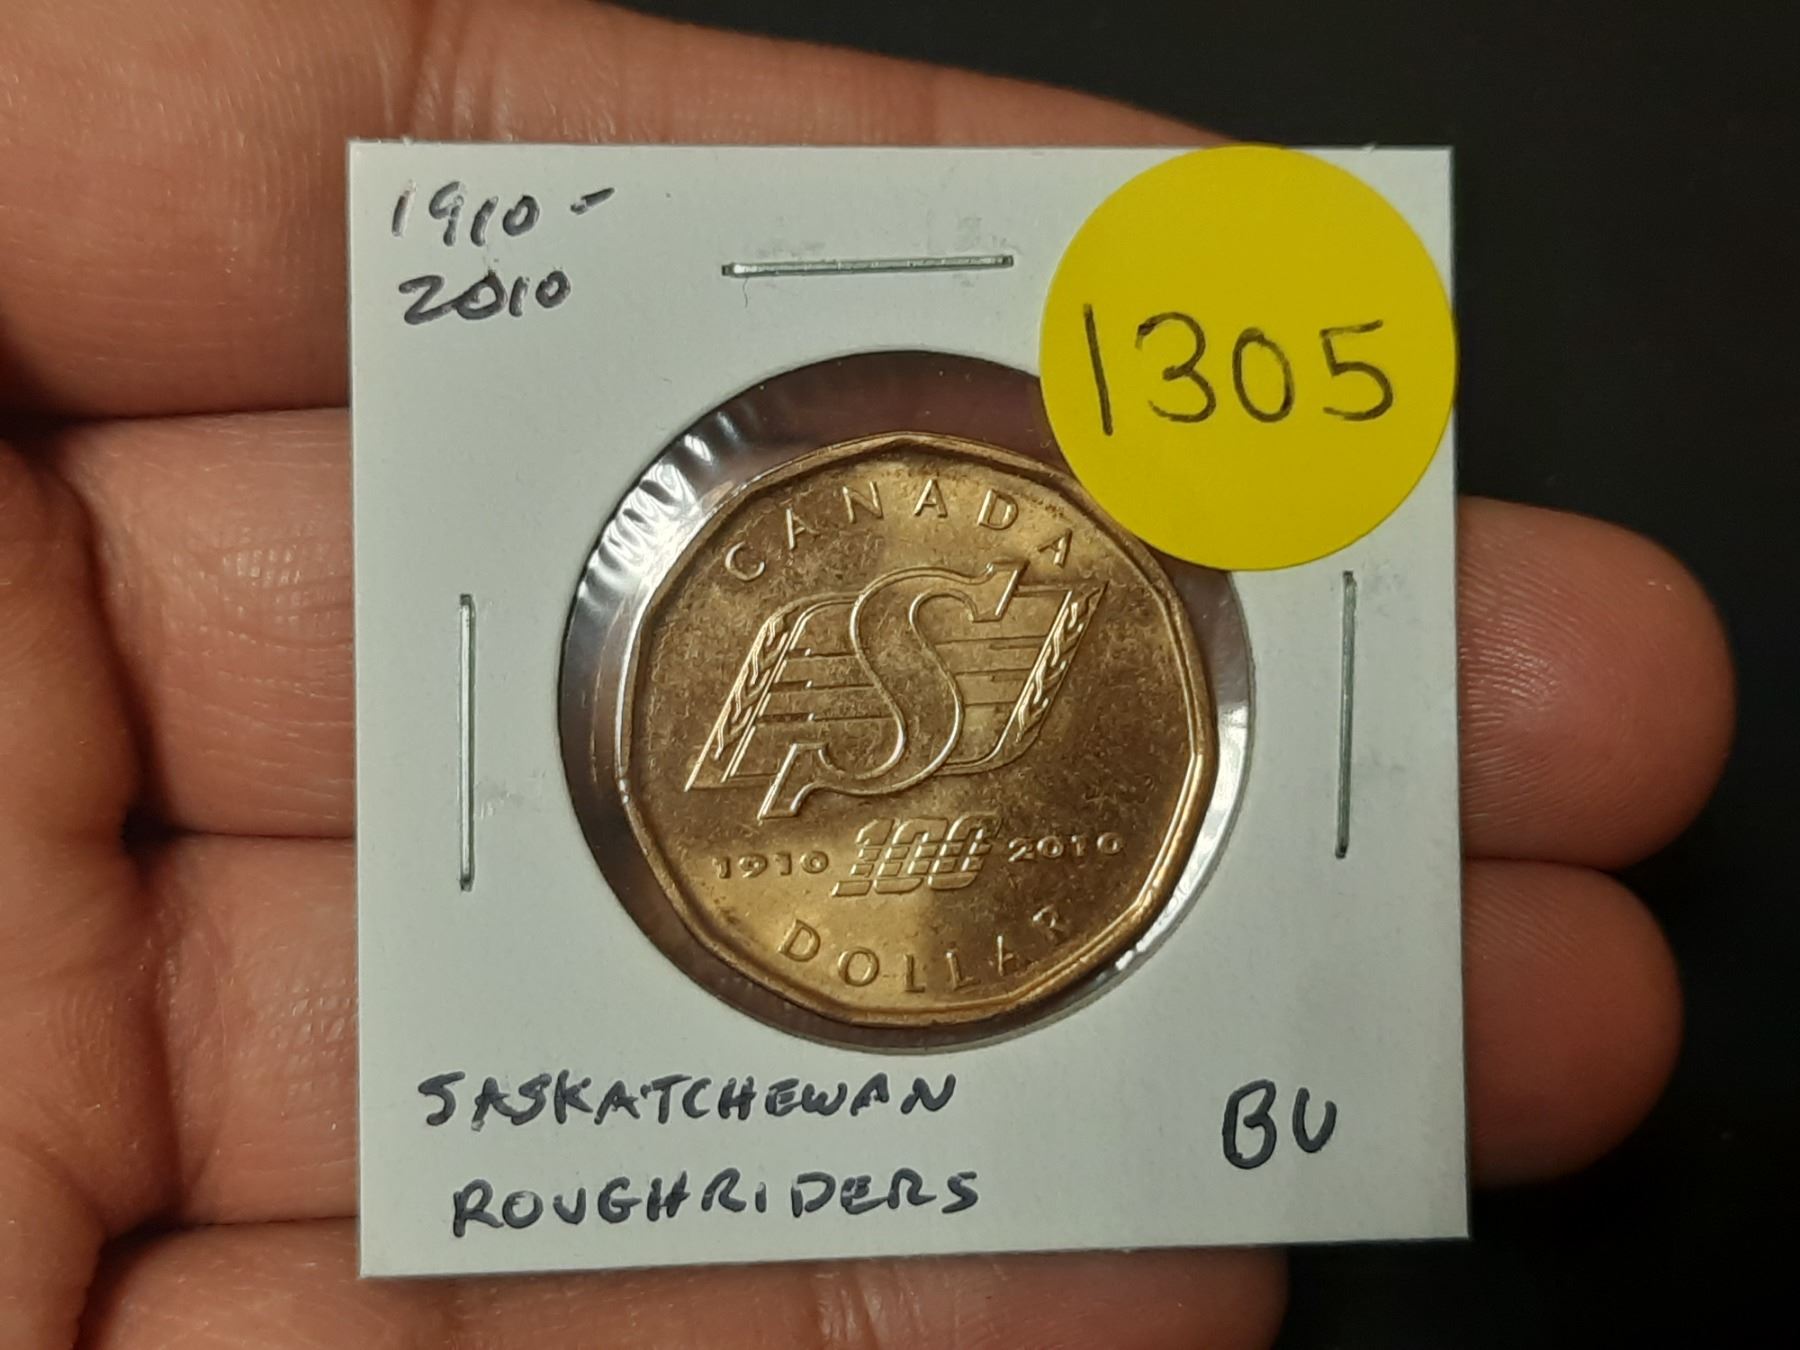 1910-
2010
1305
CANADA
S
1910 100 2010
DOLLAR
SASKATCHEWAN
ROUGHRIDERS
BU